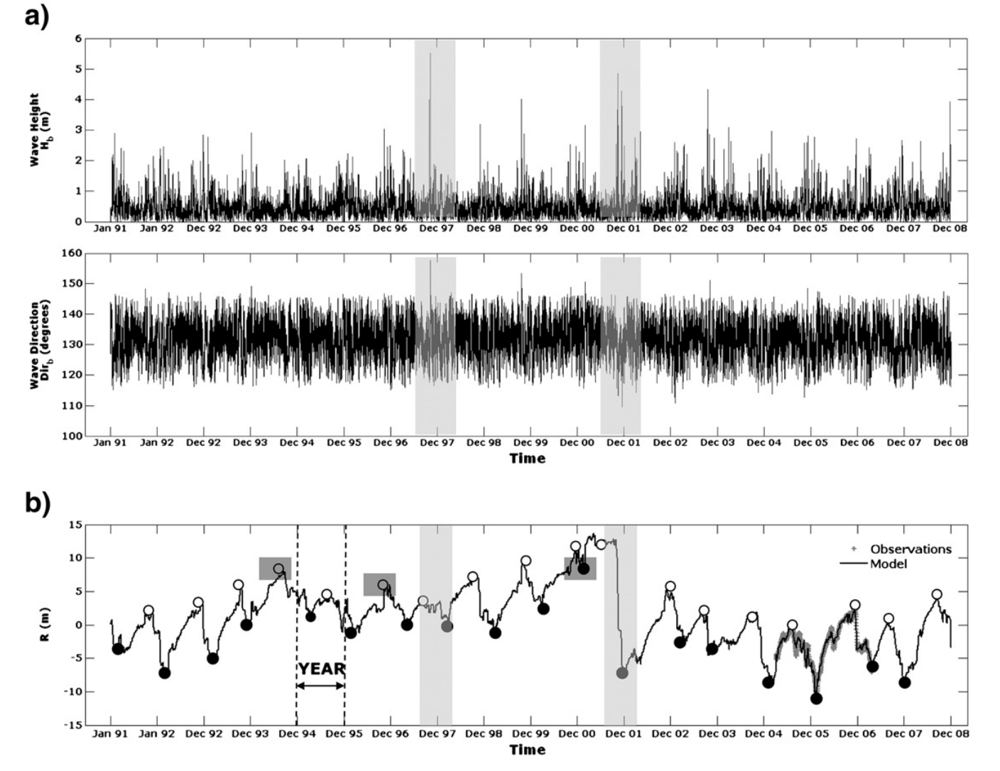 a)
6
5
4
3
2
1
0
Wave Height
Hb (m)
Jan 91 Jan 92 Dec 92 Dec 93 Dec 94 Dec 95 Dec 96 Dec 97 Dec 98 Dec 99 Dec 00 Dec 01 Dec 02 Dec 03 Dec 04 Dec 05 Dec 06 Dec 07 Dec 08
160
150
140
130
120
110
100
Wave Direction
Dirb (degrees)
Jan 91 Jan 92 Dec 92 Dec 93 Dec 94 Dec 95 Dec 96 Dec 97 Dec 98 Dec 99 Dec 00 Dec 01 Dec 02 Dec 03 Dec 04 Dec 05 Dec 06 Dec 07 Dec 08
Time
b)
15
10
5
0
-5
-10
-15
R (m)
Observations
Model
YEAR
Jan 91 Jan 92 Dec 92 Dec 93 Dec 94 Dec 95 Dec 96 Dec 97 Dec 98 Dec 99 Dec 00 Dec 01 Dec 02 Dec 03 Dec 04 Dec 05 Dec 06 Dec 07 Dec 08
Time